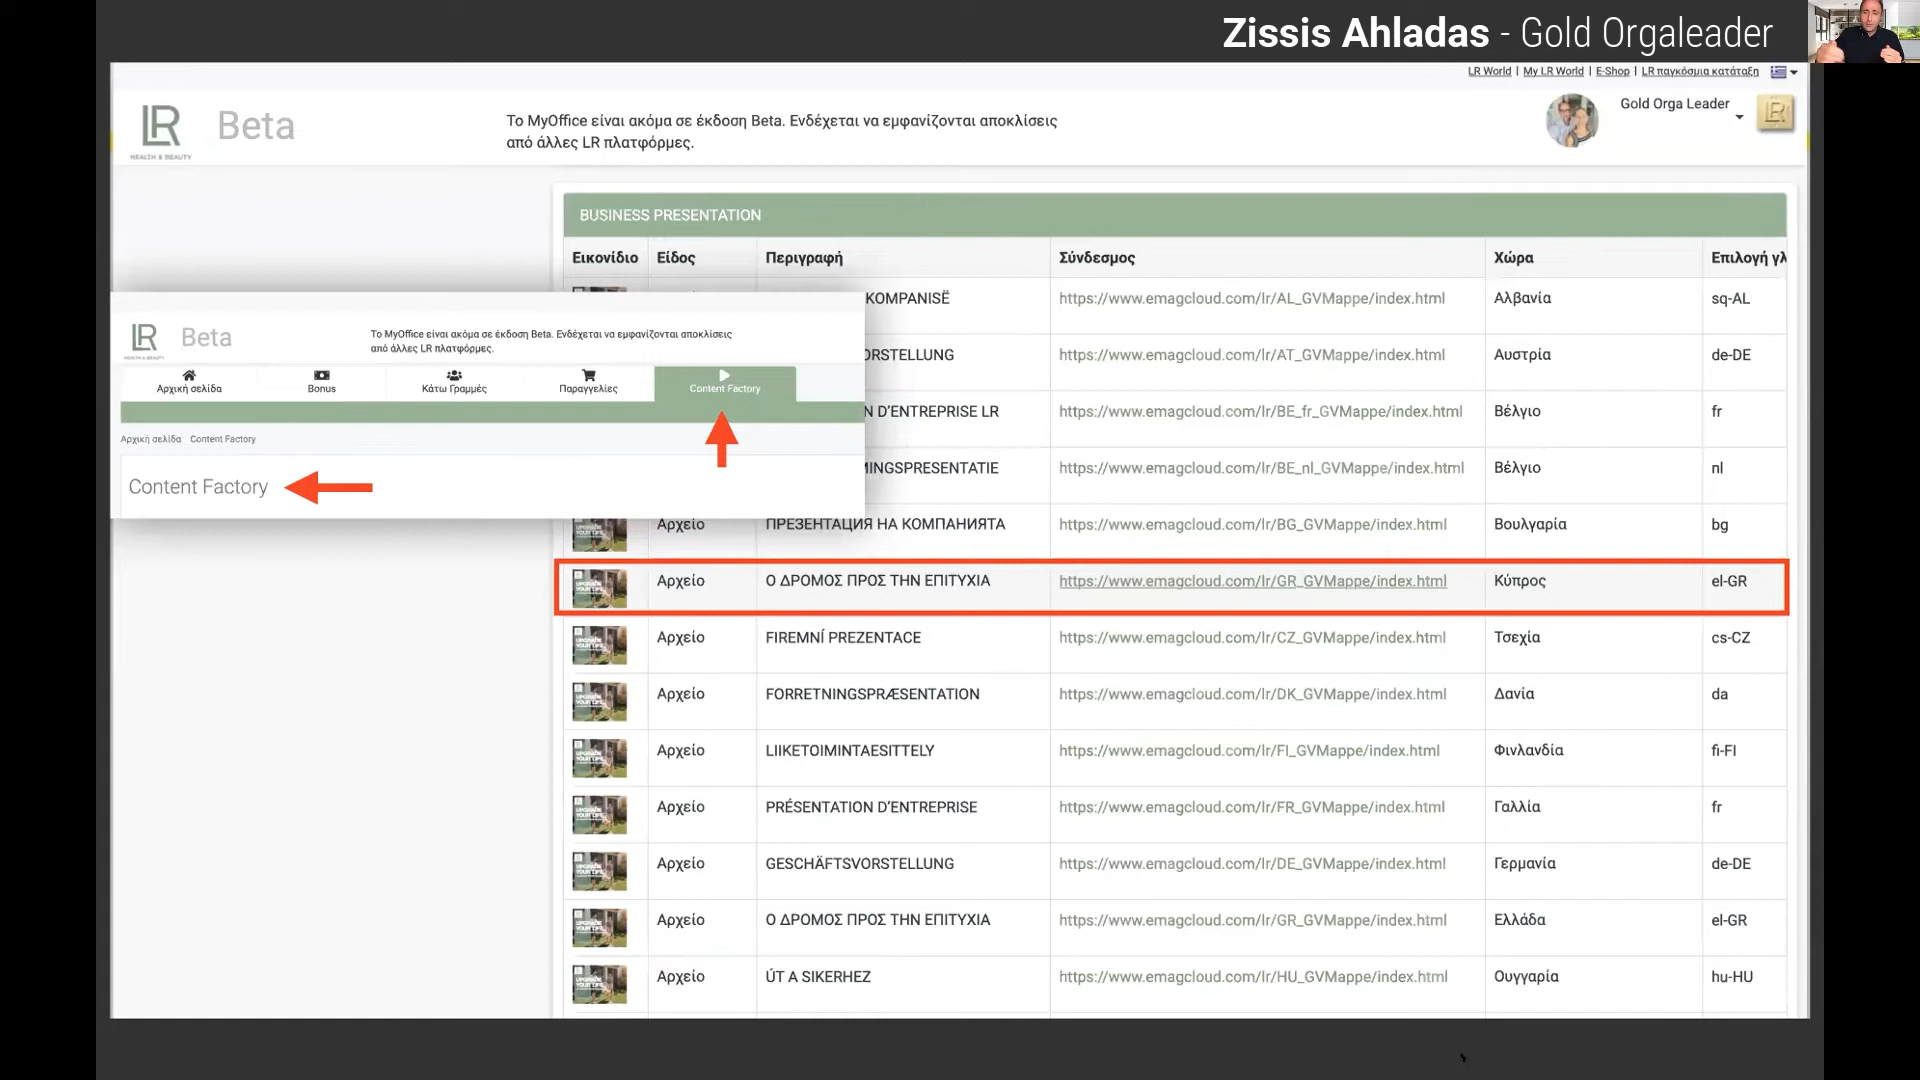 Zissis Ahladas - Gold Orgaleader
LR World | My LR World | E-Shop | LR παγκόσμια κατάταξη
LR
HEALTH & BEAUTY
Beta
Το MyOffice είναι ακόμα σε έκδοση Beta. Ενδέχεται να εμφανίζονται αποκλίσεις
από άλλες LR πλατφόρμες.
Gold Orga Leader
LR
BUSINESS PRESENTATION
Εικονίδιο Είδος Περιγραφή Σύνδεσμος Χώρα Επιλογή γλ
KOMPANISË https://www.emagcloud.com/lr/AL_GVMappe/index.html Αλβανία sq-AL
ORSTELLUNG https://www.emagcloud.com/lr/AT_GVMappe/index.html Αυστρία de-DE
N D'ENTREPRISE LR https://www.emagcloud.com/lr/BE_fr_GVMappe/index.html Βέλγιο fr
MINGSPRESENTATIE https://www.emagcloud.com/lr/BE_nl_GVMappe/index.html Βέλγιο nl
Αρχείο ПРЕЗЕНТАЦИЯ НА КОМПАНИЯТА https://www.emagcloud.com/lr/BG_GVMappe/index.html Βουλγαρία bg
Αρχείο Ο ΔΡΟΜΟΣ ΠΡΟΣ ΤΗΝ ΕΠΙΤΥΧΙΑ https://www.emagcloud.com/lr/GR_GVMappe/index.html Κύπρος el-GR
Αρχείο FIREMNÍ PREZENTACE https://www.emagcloud.com/lr/CZ_GVMappe/index.html Τσεχία cs-CZ
Αρχείο FORRETNINGSPRÆSENTATION https://www.emagcloud.com/lr/DK_GVMappe/index.html Δανία da
Αρχείο LIIKETOIMINTAESITTELY https://www.emagcloud.com/lr/FI_GVMappe/index.html Φινλανδία fi-FI
Αρχείο PRÉSENTATION D'ENTREPRISE https://www.emagcloud.com/lr/FR_GVMappe/index.html Γαλλία fr
Αρχείο GESCHÄFTSVORSTELLUNG https://www.emagcloud.com/lr/DE_GVMappe/index.html Γερμανία de-DE
Αρχείο Ο ΔΡΟΜΟΣ ΠΡΟΣ ΤΗΝ ΕΠΙΤΥΧΙΑ https://www.emagcloud.com/lr/GR_GVMappe/index.html Ελλάδα el-GR
Αρχείο ÚT A SIKERHEZ https://www.emagcloud.com/lr/HU_GVMappe/index.html Ουγγαρία hu-HU
LR
HEALTH & BEAUTY
Beta
Το MyOffice είναι ακόμα σε έκδοση Beta. Ενδέχεται να εμφανίζονται αποκλίσεις
από άλλες LR πλατφόρμες.
Αρχική σελίδα Bonus Κάτω Γραμμές Παραγγελίες Content Factory
Αρχική σελίδα Content Factory
Content Factory